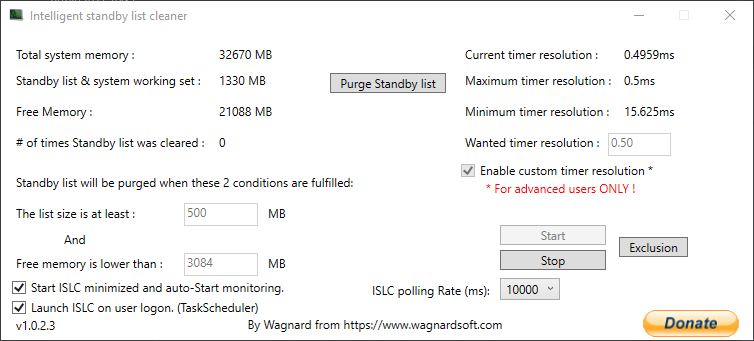 Intelligent standby list cleaner
Total system memory : 32670 MB
Current timer resolution : 0.4959ms
Standby list & system working set : 1330 MB
Purge Standby list
Maximum timer resolution : 0.5ms
Free Memory : 21088 MB
Minimum timer resolution : 15.625ms
# of times Standby list was cleared : 0
Wanted timer resolution : 0.50
Enable custom timer resolution *
* For advanced users ONLY !
Standby list will be purged when these 2 conditions are fulfilled:
The list size is at least : 500 MB
And
Free memory is lower than : 3084 MB
Start
Stop
Exclusion
Start ISLC minimized and auto-Start monitoring.
ISLC polling Rate (ms): 10000
Launch ISLC on user logon. (TaskScheduler)
v1.0.2.3
By Wagnard from https://www.wagnardsoft.com
Donate